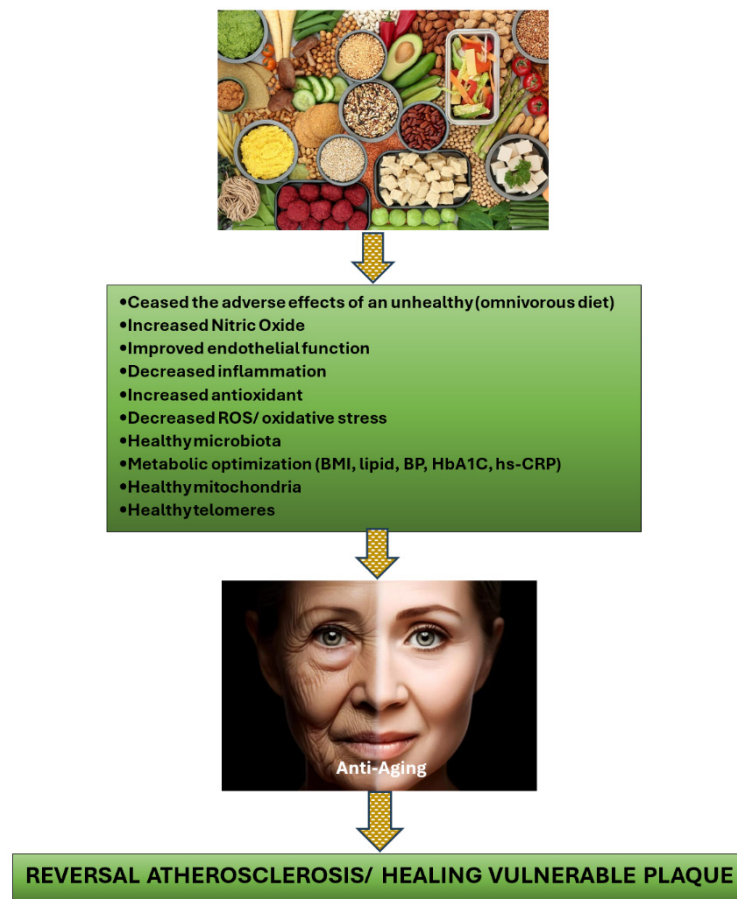 •Ceased the adverse effects of an unhealthy (omnivorous diet)
•Increased Nitric Oxide
•Improved endothelial function
•Decreased inflammation
•Increased antioxidant
•Decreased ROS/ oxidative stress
•Healthy microbiota
•Metabolic optimization (BMI, lipid, BP, HbA1C, hs-CRP)
•Healthy mitochondria
•Healthy telomeres
Anti-Aging
REVERSAL ATHEROSCLEROSIS/ HEALING VULNERABLE PLAQUE